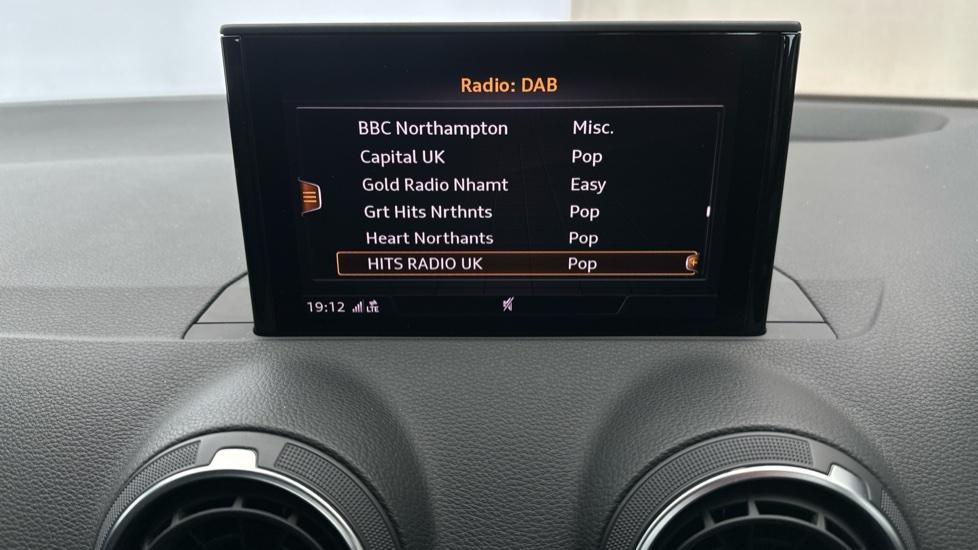 Radio: DAB
BBC Northampton Misc.
Capital UK Pop
Gold Radio Nhamt Easy
Grt Hits Nrthnts Pop
Heart Northants Pop
HITS RADIO UK Pop
19:12 LTE